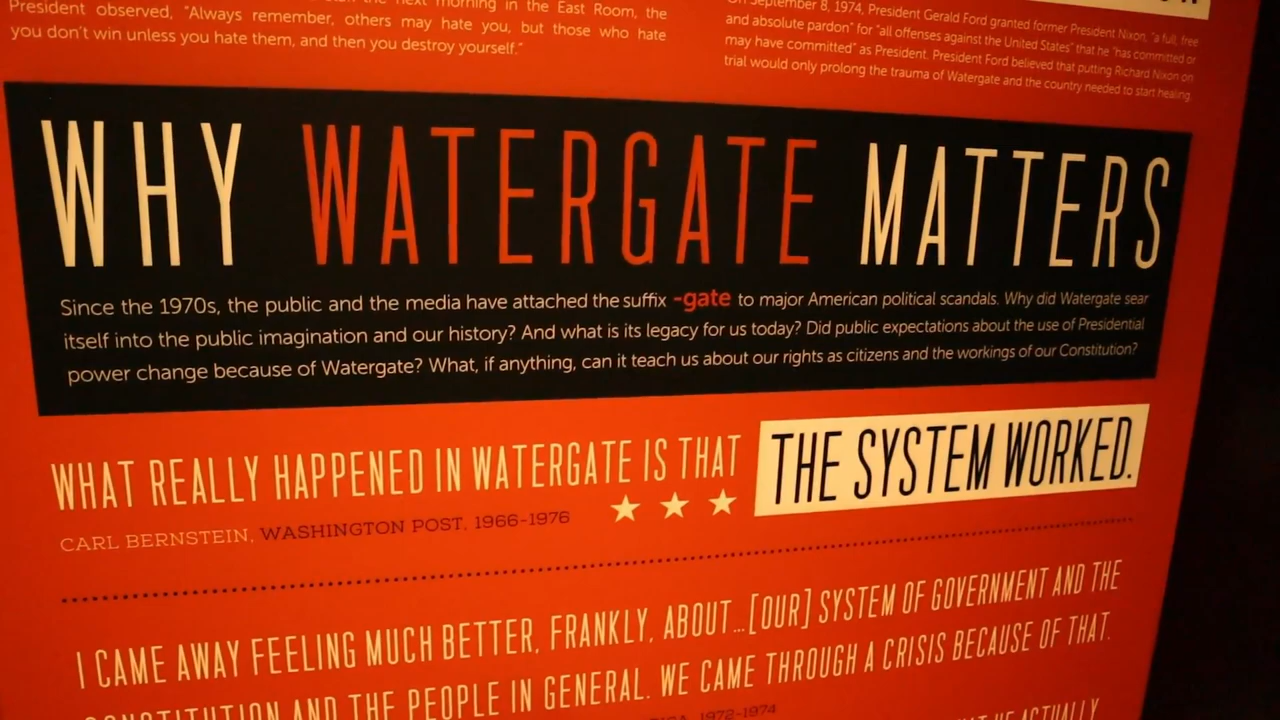 morning in the East Room, the
President observed, “Always remember, others may hate you, but those who hate
you don’t win unless you hate them, and then you destroy yourself.”
September 8, 1974, President Gerald Ford granted former President Nixon, “a full, free
and absolute pardon” for “all offenses against the United States” that he “has committed or
may have committed” as President. President Ford believed that putting Richard Nixon on
trial would only prolong the trauma of Watergate and the country needed to start healing.
WHY WATERGATE MATTERS
Since the 1970s, the public and the media have attached the suffix -gate to major American political scandals. Why did Watergate sear
itself into the public imagination and our history? And what is its legacy for us today? Did public expectations about the use of Presidential
power change because of Watergate? What, if anything, can it teach us about our rights as citizens and the workings of our Constitution?
WHAT REALLY HAPPENED IN WATERGATE IS THAT THE SYSTEM WORKED.
CARL BERNSTEIN, WASHINGTON POST, 1966-1976
I CAME AWAY FEELING MUCH BETTER, FRANKLY, ABOUT...[OUR] SYSTEM OF GOVERNMENT AND THE
CONSTITUTION AND THE PEOPLE IN GENERAL. WE CAME THROUGH A CRISIS BECAUSE OF THAT.
1972-1974
ACTUALLY